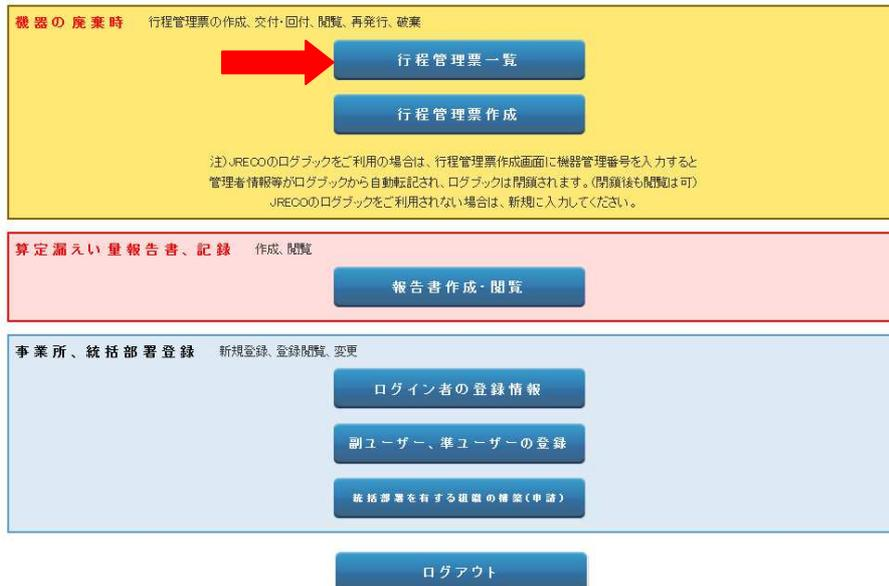 機器の廃棄時 行程管理票の作成、交付・回付、閲覧、再発行、破棄
行程管理票一覧
行程管理票作成
注）JRECOのログブックをご利用の場合は、行程管理票作成画面に機器管理番号を入力すると
管理者情報等がログブックから自動転記され、ログブックは閉鎖されます。（閉鎖後も閲覧は可）
JRECOのログブックをご利用されない場合は、新規に入力してください。
算定漏えい量報告書、記録 作成、閲覧
報告書作成・閲覧
事業所、統括部署登録 新規登録、登録閲覧、変更
ログイン者の登録情報
副ユーザー、準ユーザーの登録
統括部署を有する組織の構築（申請）
ログアウト